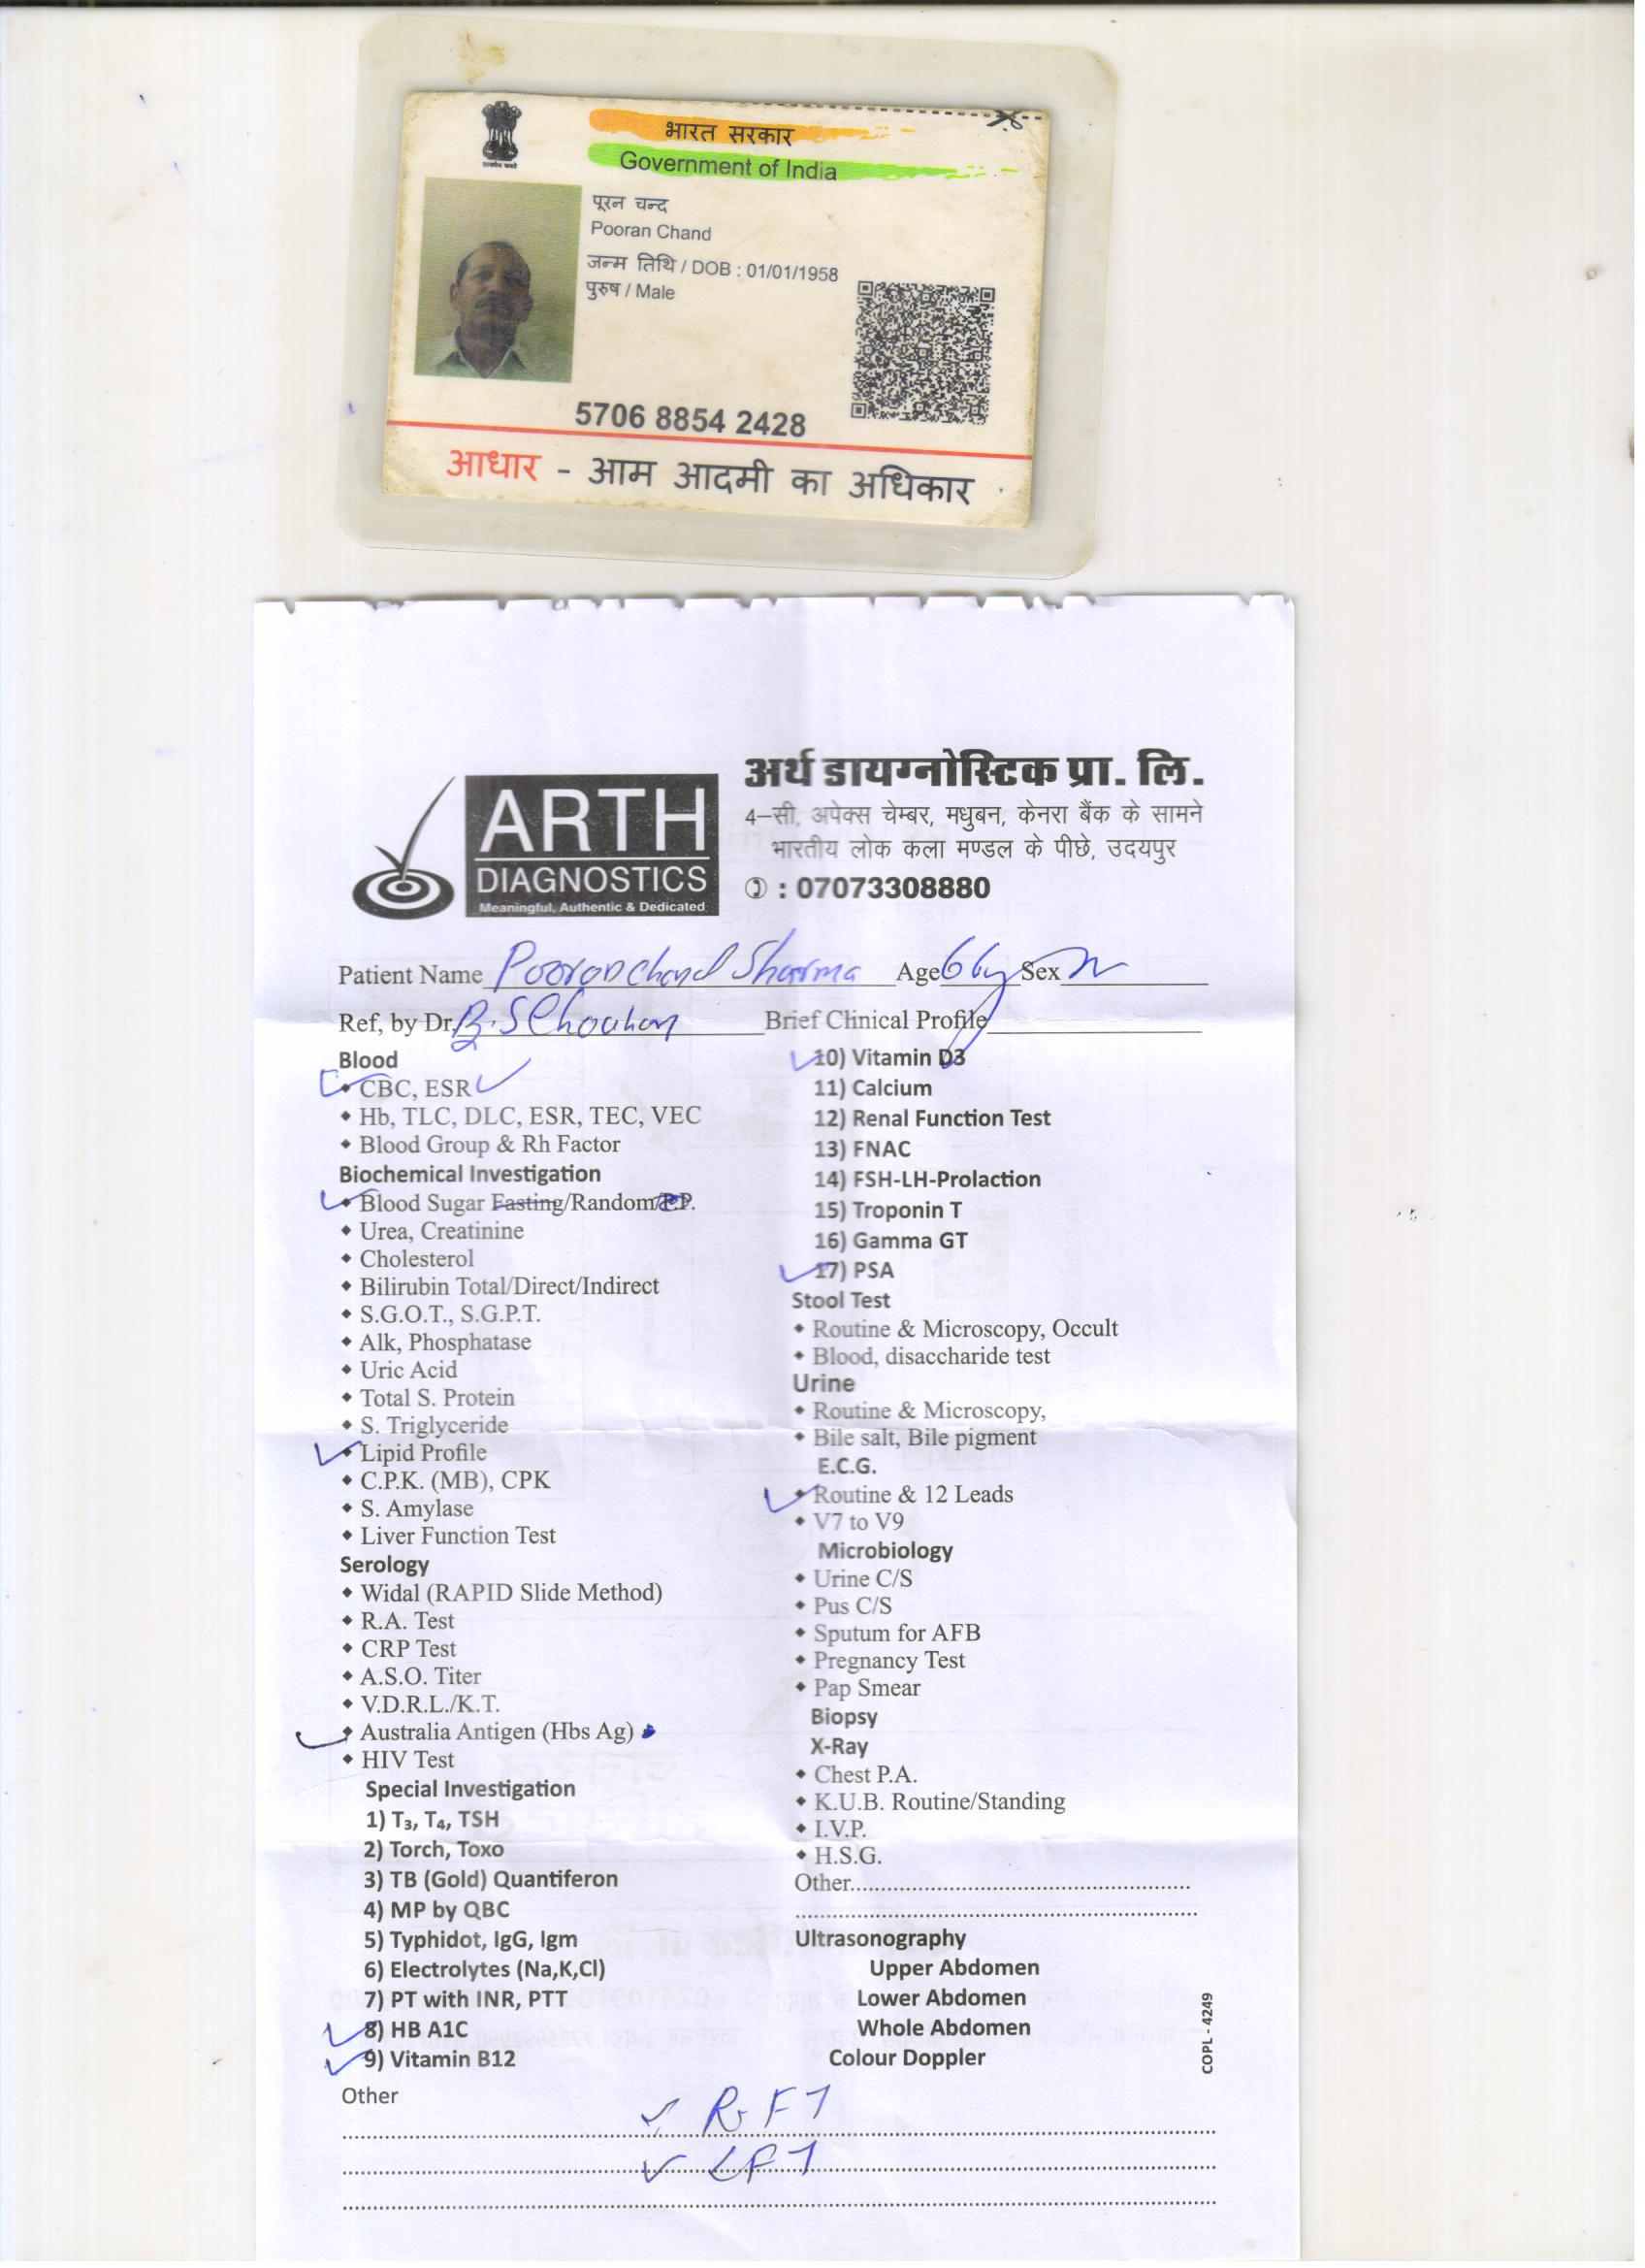 भारत सरकार
Government of India
पूरन चन्द
Pooran Chand
जन्म तिथि / DOB : 01/01/1958
पुरुष / Male
5706 8854 2428
आधार - आम आदमी का अधिकार
ARTH
DIAGNOSTICS
Meaningful, Authentic & Dedicated
अर्थ डायग्नोस्टिक प्रा. लि.
4-सी, अपेक्स चेम्बर, मधुबन, केनरा बैंक के सामने
भारतीय लोक कला मण्डल के पीछे, उदयपुर
: 07073308880
Patient Name Pooranchand Sharma Age 66y Sex M
Ref, by Dr. B.S Chouhan Brief Clinical Profile
Blood
CBC, ESR
Hb, TLC, DLC, ESR, TEC, VEC
Blood Group & Rh Factor
Biochemical Investigation
Blood Sugar Fasting/Random/P.P.
Urea, Creatinine
Cholesterol
Bilirubin Total/Direct/Indirect
S.G.O.T., S.G.P.T.
Alk, Phosphatase
Uric Acid
Total S. Protein
S. Triglyceride
Lipid Profile
C.P.K. (MB), CPK
S. Amylase
Liver Function Test
Serology
Widal (RAPID Slide Method)
R.A. Test
CRP Test
A.S.O. Titer
V.D.R.L./K.T.
Australia Antigen (Hbs Ag)
HIV Test
Special Investigation
1) T₃, T₄, TSH
2) Torch, Toxo
3) TB (Gold) Quantiferon
4) MP by QBC
5) Typhidot, IgG, Igm
6) Electrolytes (Na,K,Cl)
7) PT with INR, PTT
8) HB A1C
9) Vitamin B12
10) Vitamin D3
11) Calcium
12) Renal Function Test
13) FNAC
14) FSH-LH-Prolaction
15) Troponin T
16) Gamma GT
17) PSA
Stool Test
Routine & Microscopy, Occult
Blood, disaccharide test
Urine
Routine & Microscopy,
Bile salt, Bile pigment
E.C.G.
Routine & 12 Leads
V7 to V9
Microbiology
Urine C/S
Pus C/S
Sputum for AFB
Pregnancy Test
Pap Smear
Biopsy
X-Ray
Chest P.A.
K.U.B. Routine/Standing
I.V.P.
H.S.G.
Other
Ultrasonography
Upper Abdomen
Lower Abdomen
Whole Abdomen
Colour Doppler
COPL - 4249
Other
RFT
LFT